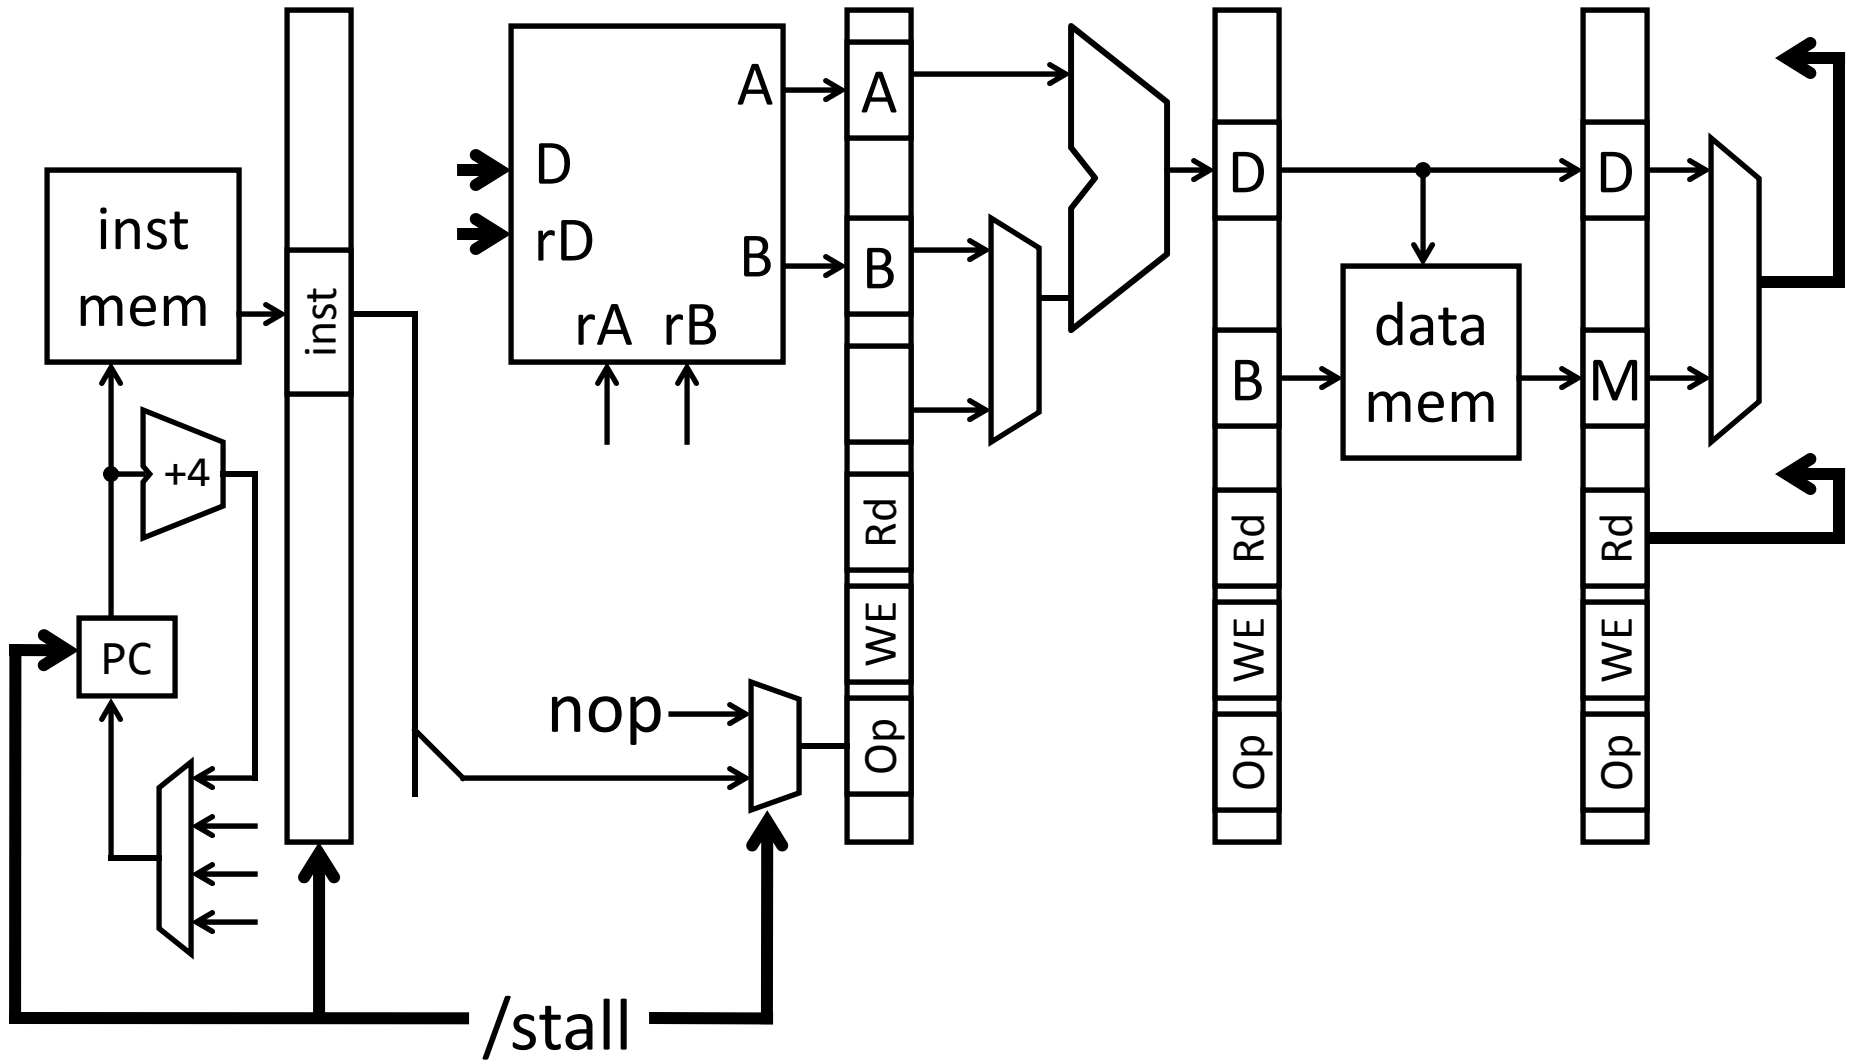 inst
mem
+4
PC
inst
D
rD
A
B
rA rB
nop
/stall
A
B
Rd
WE
Op
D
B
Rd
WE
Op
data
mem
D
M
Rd
WE
Op